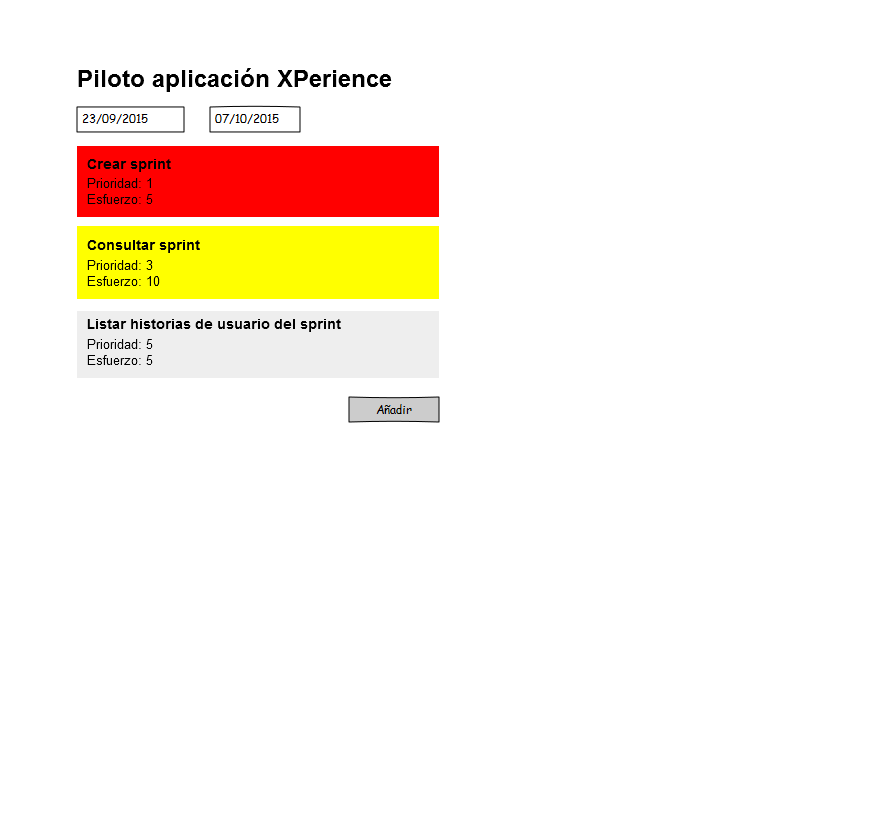 Piloto aplicación XPerience
23/09/2015 07/10/2015
Crear sprint
Prioridad: 1
Esfuerzo: 5
Consultar sprint
Prioridad: 3
Esfuerzo: 10
Listar historias de usuario del sprint
Prioridad: 5
Esfuerzo: 5
Añadir